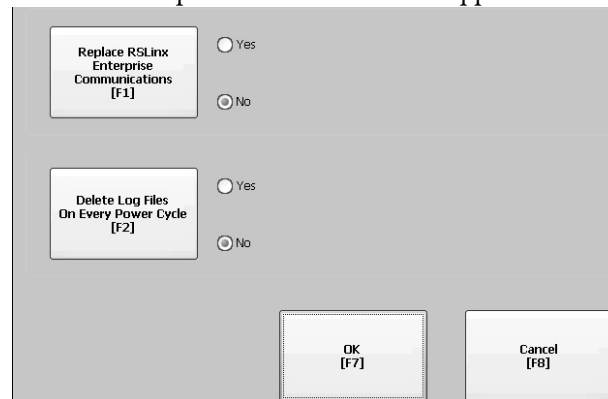 Replace RSLinx
Enterprise
Communications
[F1]
Yes
No
Delete Log Files
On Every Power Cycle
[F2]
Yes
No
OK
[F7]
Cancel
[F8]